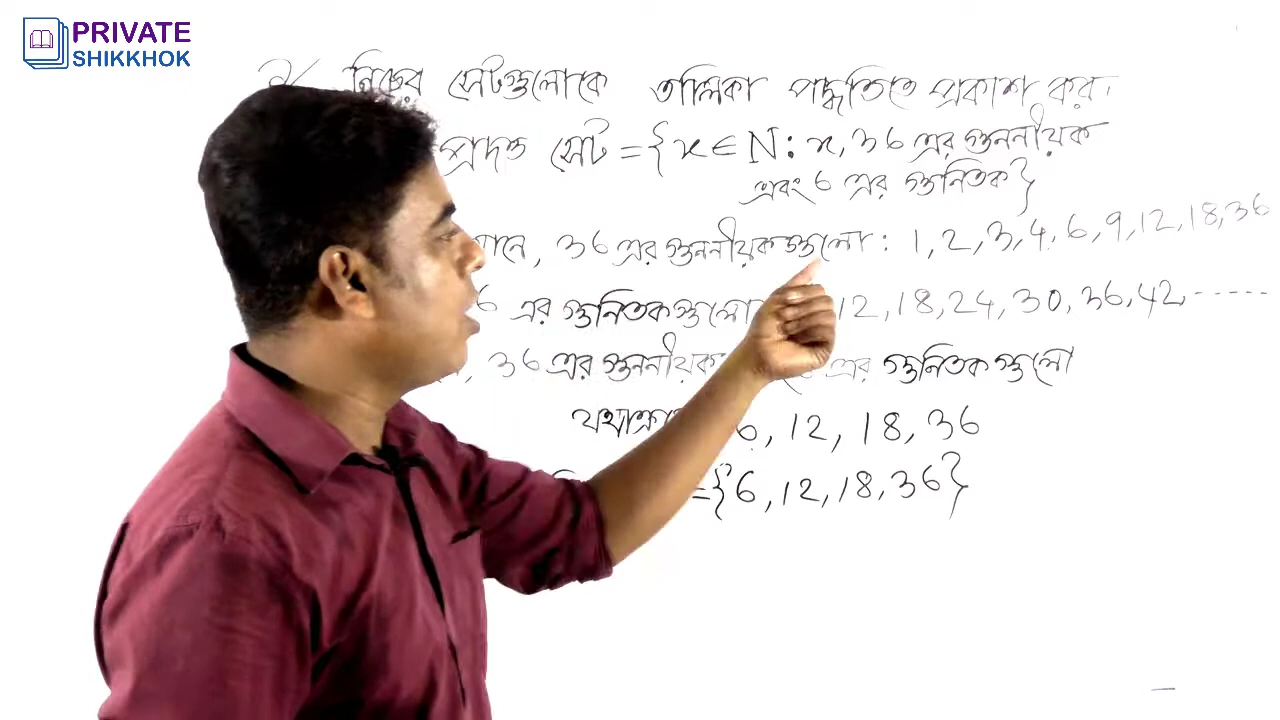 PRIVATE
SHIKKHOK
২/ নিচের সেটগুলোকে তালিকা পদ্ধতিতে প্রকাশ কর।
প্রদত্ত সেট = {x ∈ N : x, 36 এর গুননীয়ক
এবং 6 এর গুনিতক}
36 এর গুননীয়কগুলো : 1, 2, 3, 4, 6, 9, 12, 18, 36
6 এর গুনিতকগুলো 12, 18, 24, 30, 36, 42, -----
36 এর গুননীয়ক এর গুনিতকগুলো
6, 12, 18, 36
= {6, 12, 18, 36}